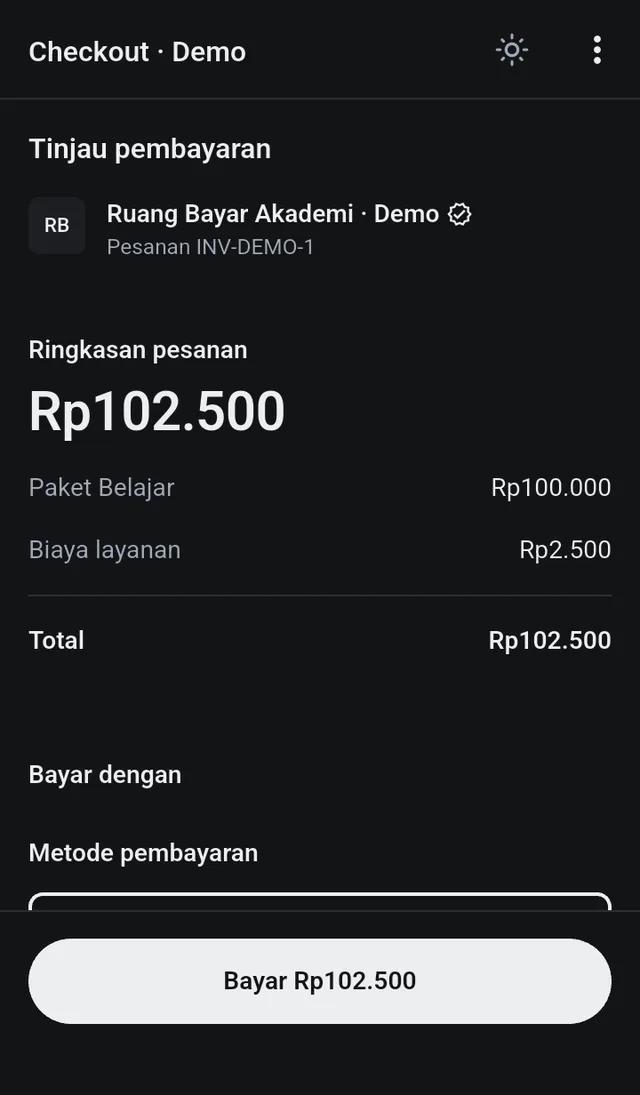 Checkout · Demo
Tinjau pembayaran
RB
Ruang Bayar Akademi · Demo
Pesanan INV-DEMO-1
Ringkasan pesanan
Rp102.500
Paket Belajar Rp100.000
Biaya layanan Rp2.500
Total Rp102.500
Bayar dengan
Metode pembayaran
Bayar Rp102.500